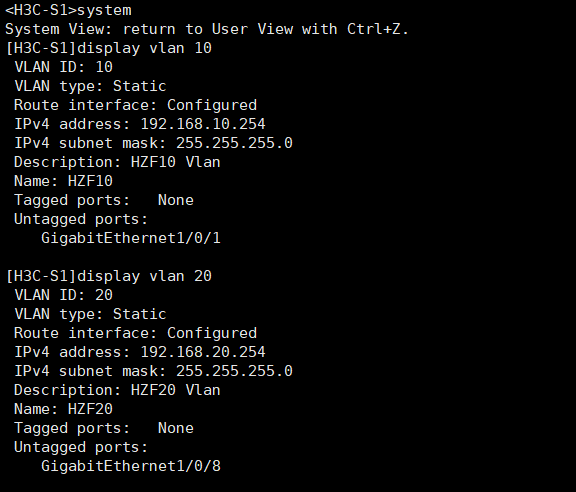 <H3C-S1>system
System View: return to User View with Ctrl+Z.
[H3C-S1]display vlan 10
VLAN ID: 10
VLAN type: Static
Route interface: Configured
IPv4 address: 192.168.10.254
IPv4 subnet mask: 255.255.255.0
Description: HZF10 Vlan
Name: HZF10
Tagged ports:   None
Untagged ports:
GigabitEthernet1/0/1
[H3C-S1]display vlan 20
VLAN ID: 20
VLAN type: Static
Route interface: Configured
IPv4 address: 192.168.20.254
IPv4 subnet mask: 255.255.255.0
Description: HZF20 Vlan
Name: HZF20
Tagged ports:   None
Untagged ports:
GigabitEthernet1/0/8